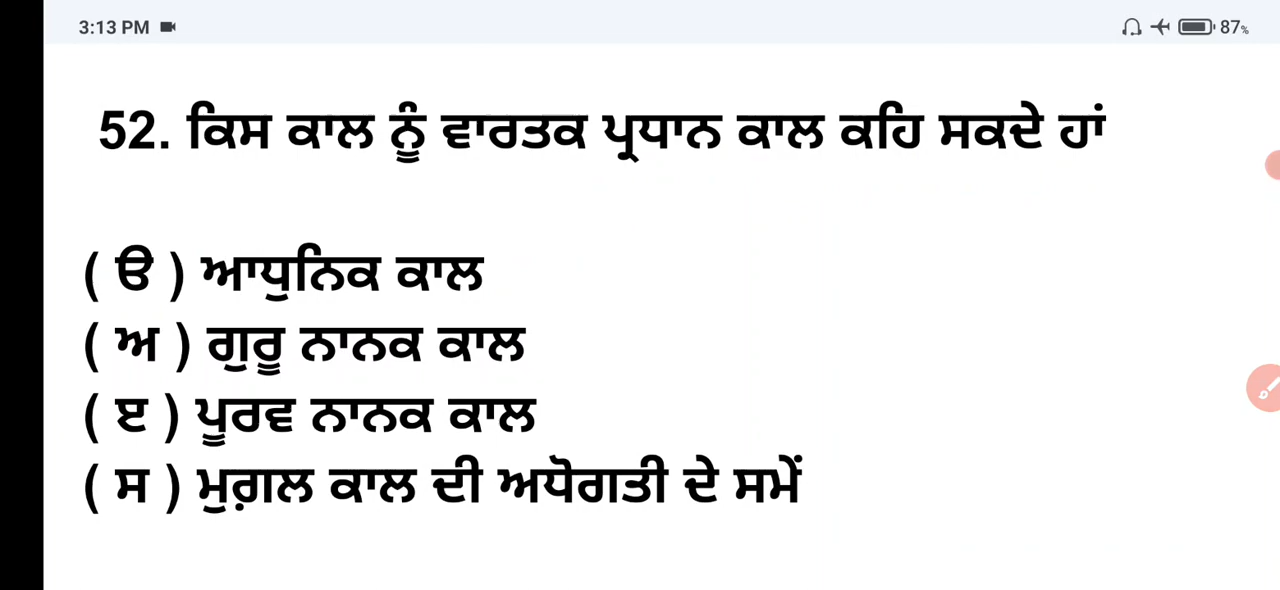 3:13 PM
87%
52. ਕਿਸ ਕਾਲ ਨੂੰ ਵਾਰਤਕ ਪ੍ਰਧਾਨ ਕਾਲ ਕਹਿ ਸਕਦੇ ਹਾਂ
( ੳ ) ਆਧੁਨਿਕ ਕਾਲ
( ਅ ) ਗੁਰੂ ਨਾਨਕ ਕਾਲ
( ੲ ) ਪੂਰਵ ਨਾਨਕ ਕਾਲ
( ਸ ) ਮੁਗ਼ਲ ਕਾਲ ਦੀ ਅਧੋਗਤੀ ਦੇ ਸਮੇਂ